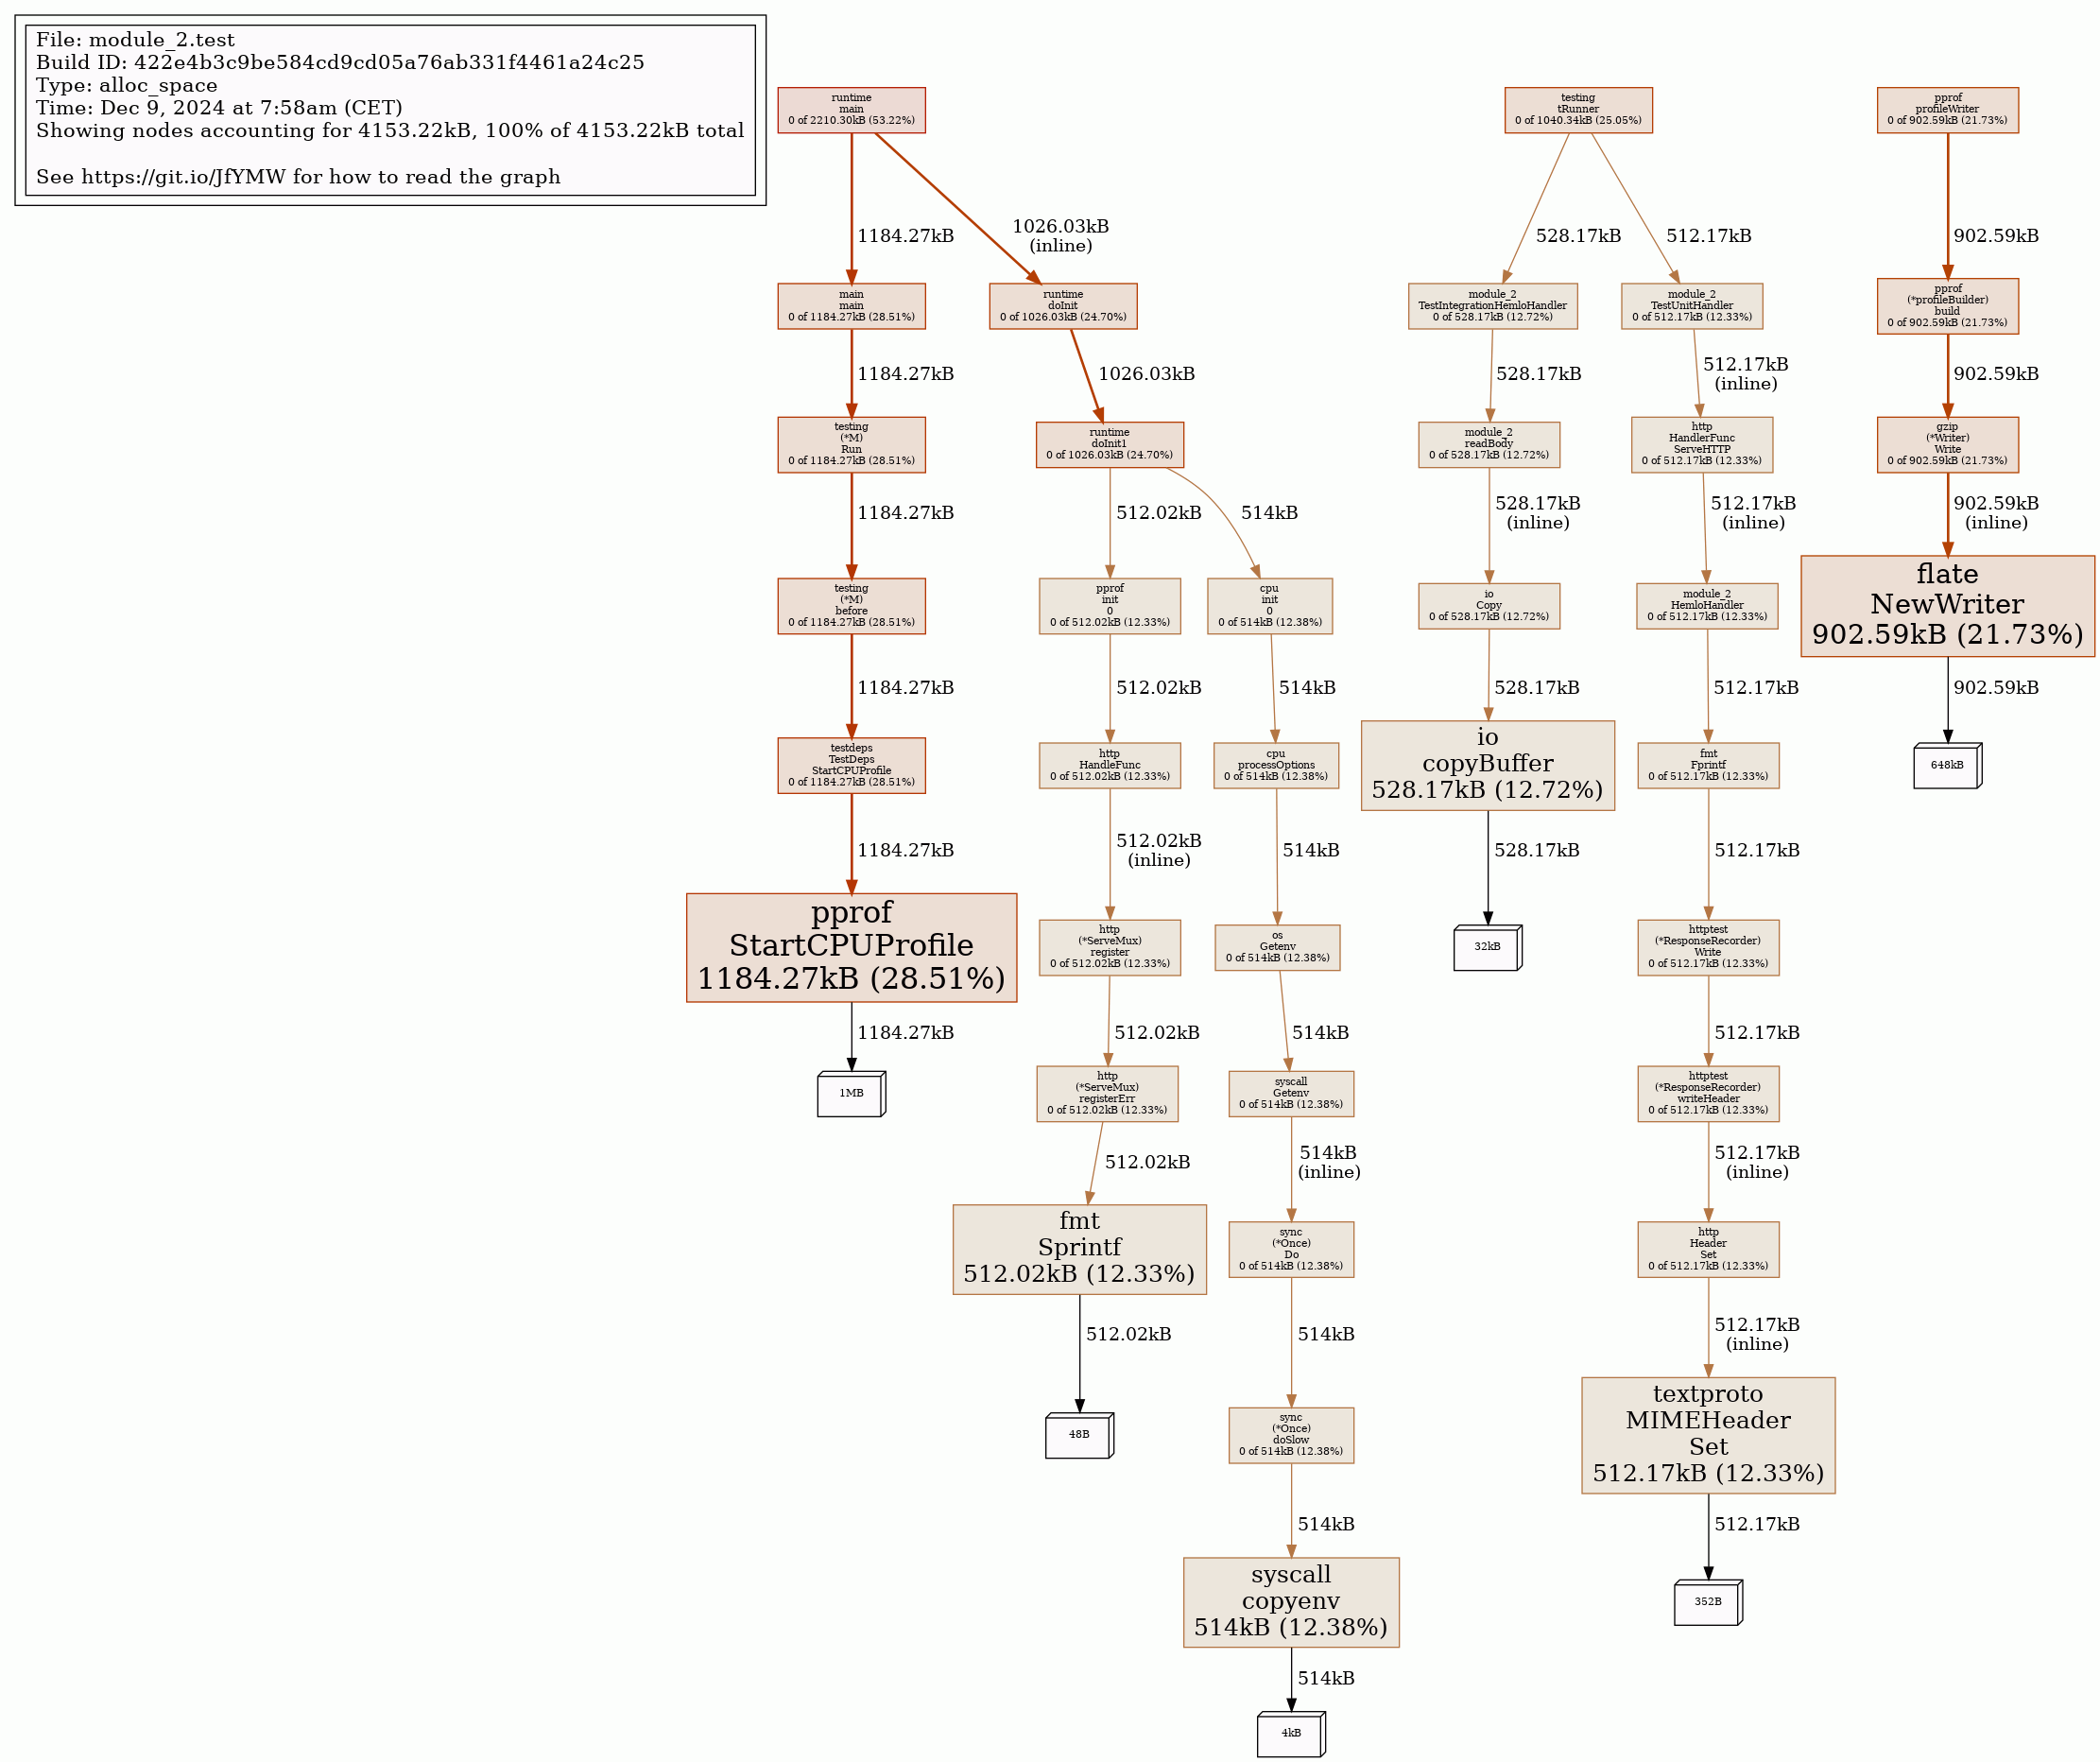 File: module_2.test
Build ID: 422e4b3c9be584cd9cd05a76ab331f4461a24c25
Type: alloc_space
Time: Dec 9, 2024 at 7:58am (CET)
Showing nodes accounting for 4153.22kB, 100% of 4153.22kB total
See https://git.io/JfYMW for how to read the graph
runtime
main
0 of 2210.30kB (53.22%)
1184.27kB
1026.03kB
(inline)
main
main
0 of 1184.27kB (28.51%)
1184.27kB
testing
(*M)
Run
0 of 1184.27kB (28.51%)
1184.27kB
testing
(*M)
before
0 of 1184.27kB (28.51%)
1184.27kB
testdeps
TestDeps
StartCPUProfile
0 of 1184.27kB (28.51%)
1184.27kB
pprof
StartCPUProfile
1184.27kB (28.51%)
1184.27kB
1MB
runtime
doInit
0 of 1026.03kB (24.70%)
1026.03kB
runtime
doInit1
0 of 1026.03kB (24.70%)
512.02kB
514kB
pprof
init
0
0 of 512.02kB (12.33%)
512.02kB
http
HandleFunc
0 of 512.02kB (12.33%)
512.02kB
(inline)
http
(*ServeMux)
register
0 of 512.02kB (12.33%)
512.02kB
http
(*ServeMux)
registerErr
0 of 512.02kB (12.33%)
512.02kB
fmt
Sprintf
512.02kB (12.33%)
512.02kB
48B
cpu
init
0
0 of 514kB (12.38%)
514kB
cpu
processOptions
0 of 514kB (12.38%)
514kB
os
Getenv
0 of 514kB (12.38%)
514kB
syscall
Getenv
0 of 514kB (12.38%)
514kB
(inline)
sync
(*Once)
Do
0 of 514kB (12.38%)
514kB
sync
(*Once)
doSlow
0 of 514kB (12.38%)
514kB
syscall
copyenv
514kB (12.38%)
514kB
4kB
testing
tRunner
0 of 1040.34kB (25.05%)
528.17kB
512.17kB
module_2
TestIntegrationHemloHandler
0 of 528.17kB (12.72%)
528.17kB
module_2
readBody
0 of 528.17kB (12.72%)
528.17kB
(inline)
io
Copy
0 of 528.17kB (12.72%)
528.17kB
io
copyBuffer
528.17kB (12.72%)
528.17kB
32kB
module_2
TestUnitHandler
0 of 512.17kB (12.33%)
512.17kB
(inline)
http
HandlerFunc
ServeHTTP
0 of 512.17kB (12.33%)
512.17kB
(inline)
module_2
HemloHandler
0 of 512.17kB (12.33%)
512.17kB
fmt
Fprintf
0 of 512.17kB (12.33%)
512.17kB
httptest
(*ResponseRecorder)
Write
0 of 512.17kB (12.33%)
512.17kB
httptest
(*ResponseRecorder)
writeHeader
0 of 512.17kB (12.33%)
512.17kB
(inline)
http
Header
Set
0 of 512.17kB (12.33%)
512.17kB
(inline)
textproto
MIMEHeader
Set
512.17kB (12.33%)
512.17kB
352B
pprof
profileWriter
0 of 902.59kB (21.73%)
902.59kB
pprof
(*profileBuilder)
build
0 of 902.59kB (21.73%)
902.59kB
gzip
(*Writer)
Write
0 of 902.59kB (21.73%)
902.59kB
(inline)
flate
NewWriter
902.59kB (21.73%)
902.59kB
648kB